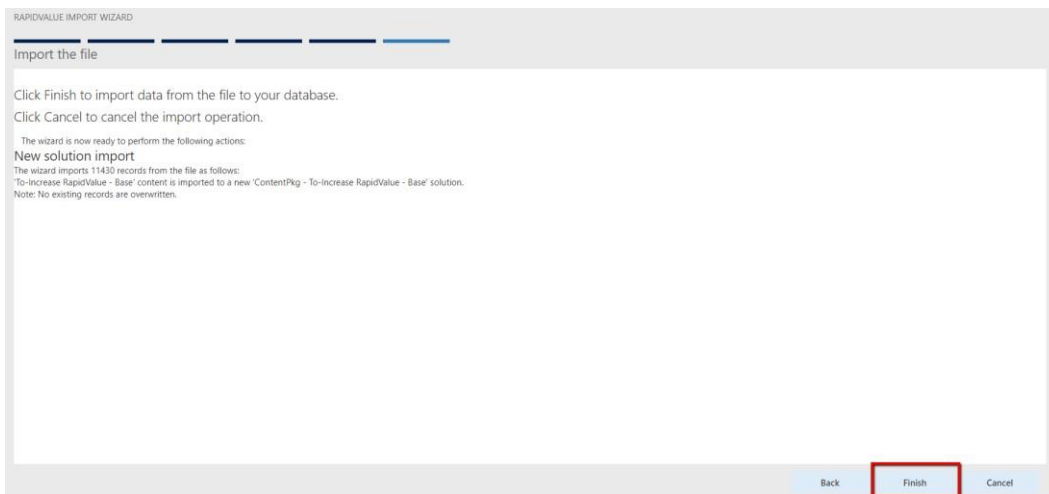 RAPIDVALUE IMPORT WIZARD
Import the file
Click Finish to import data from the file to your database.
Click Cancel to cancel the import operation.
The wizard is now ready to perform the following actions:
New solution import
The wizard imports 11430 records from the file as follows:
'To-Increase RapidValue - Base' content is imported to a new 'ContentPkg - To-Increase RapidValue - Base' solution.
Note: No existing records are overwritten.
Back Finish Cancel